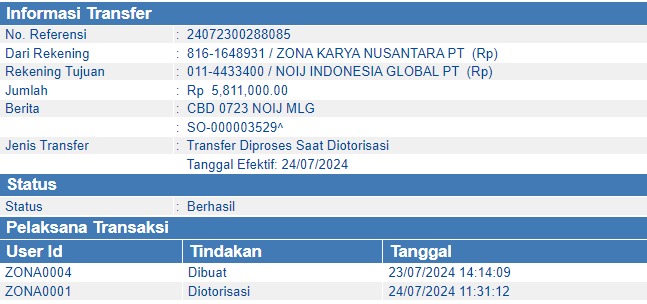 Informasi Transfer
No. Referensi : 24072300288085
Dari Rekening : 816-1648931 / ZONA KARYA NUSANTARA PT (Rp)
Rekening Tujuan : 011-4433400 / NOIJ INDONESIA GLOBAL PT (Rp)
Jumlah : Rp 5,811,000.00
Berita : CBD 0723 NOIJ MLG
: SO-000003529^
Jenis Transfer : Transfer Diproses Saat Diotorisasi
Tanggal Efektif: 24/07/2024
Status
Status : Berhasil
Pelaksana Transaksi
User Id Tindakan Tanggal
ZONA0004 Dibuat 23/07/2024 14:14:09
ZONA0001 Diotorisasi 24/07/2024 11:31:12